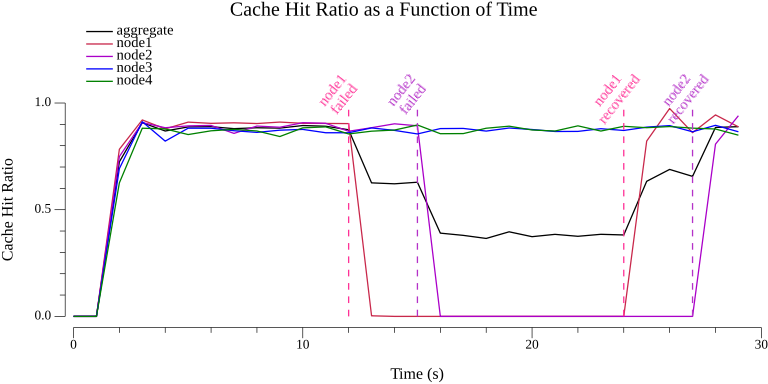 Cache Hit Ratio as a Function of Time
aggregate
node1
node2
node3
node4
node1
failed
node2
failed
node1
recovered
node2
recovered
1.0
0.5
0.0
Cache Hit Ratio
0
10
20
30
Time (s)